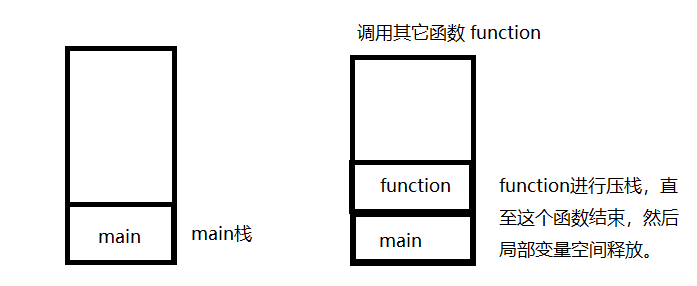 调用其它函数 function
function
main
function进行压栈，直
至这个函数结束，然后
局部变量空间释放。
main
main栈